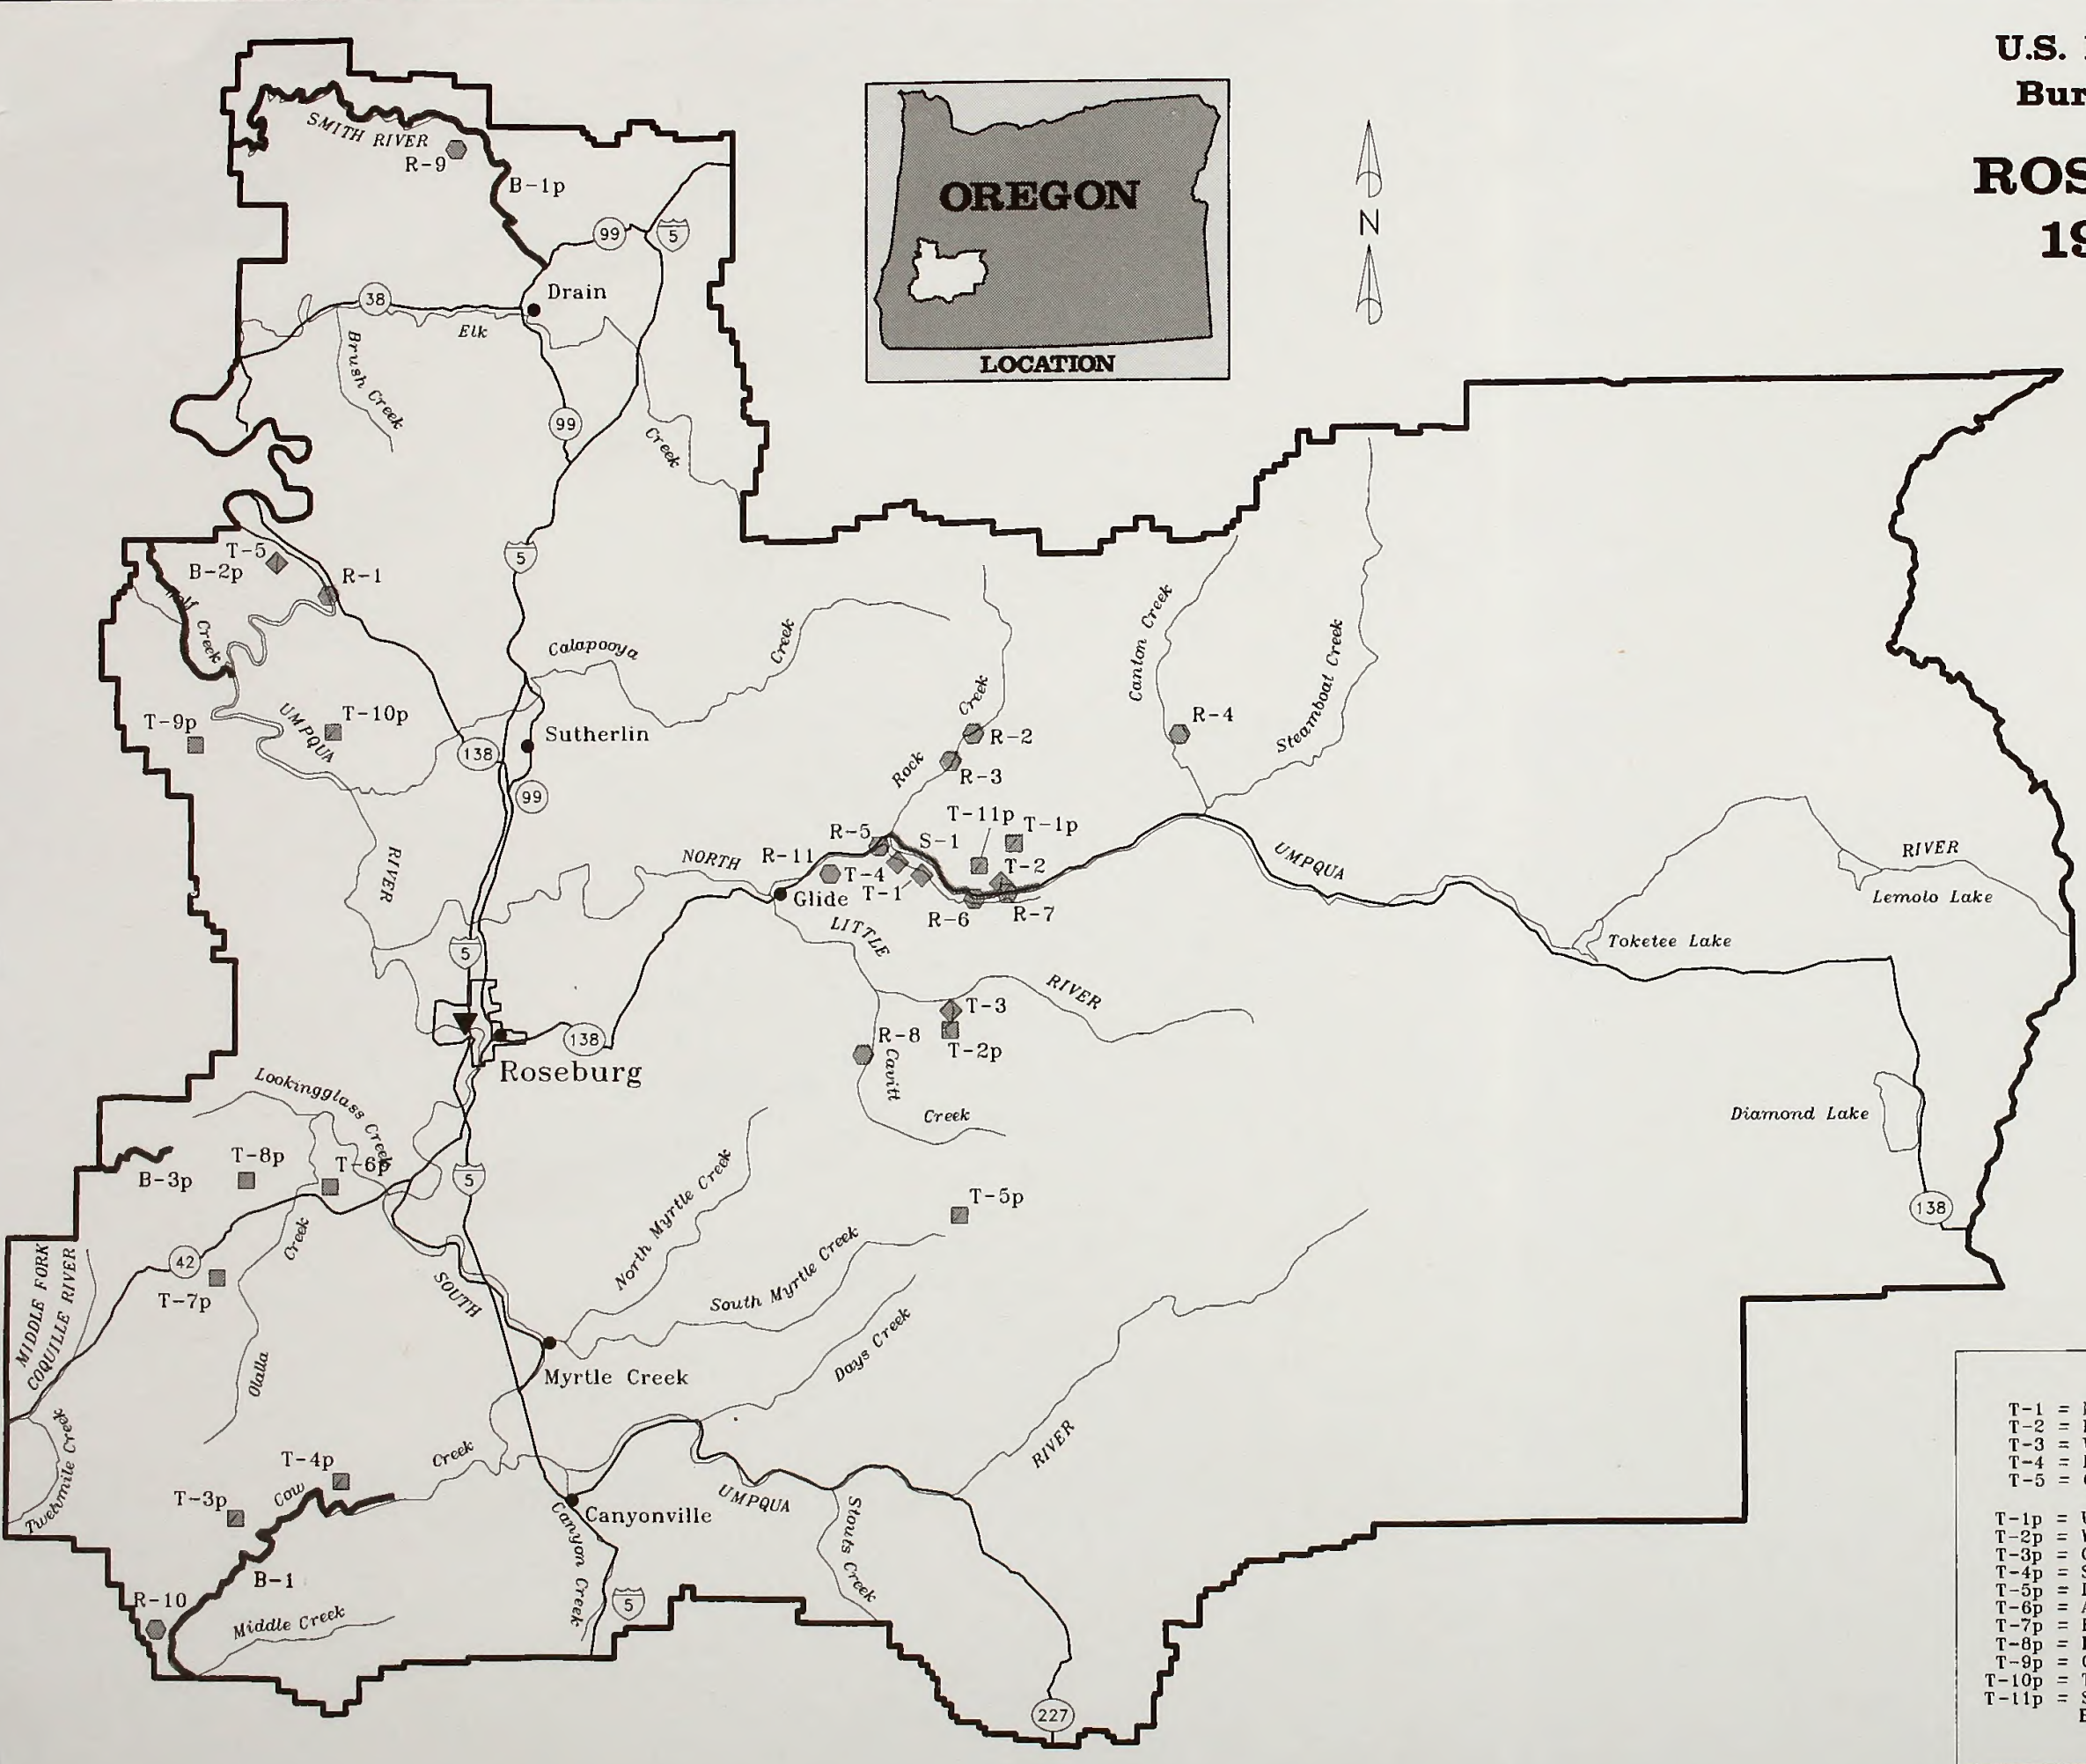 U.S.
Bur
ROS
19
OREGON
LOCATION
N
SMITH RIVER
R-9
B-1p
99
5
38
Drain
Elk
Brush Creek
99
Creek
5
T-5
B-2p
R-1
Creek
Calapooya
Creek
Canton Creek
Steamboat Creek
Creek
T-9p
UMPQUA
T-10p
138
Sutherlin
R-2
R-4
Rock
R-3
99
T-11p
T-1p
R-5
S-1
RIVER
NORTH
R-11
T-4
T-1
T-2
Glide
R-6
R-7
UMPQUA
RIVER
Lemolo Lake
LITTLE
Toketee Lake
5
RIVER
T-3
138
R-8
T-2p
Cavitt
Creek
Roseburg
Lookingglass Creek
Diamond Lake
T-8p
T-6p
B-3p
5
T-5p
138
North Myrtle Creek
South Myrtle Creek
Creek
42
T-7p
MIDDLE FORK
COQUILLE RIVER
SOUTH
Olalla
Myrtle Creek
Days Creek
RIVER
Twelvmile Creek
T-4p
Creek
T-3p
Cow
UMPQUA
Canyonville
Canyon Creek
Stouts Creek
B-1
R-10
Middle Creek
5
227
T-1 =
T-2 =
T-3 =
T-4 =
T-5 =
T-1p =
T-2p =
T-3p =
T-4p =
T-5p =
T-6p =
T-7p =
T-8p =
T-9p =
T-10p =
T-11p =